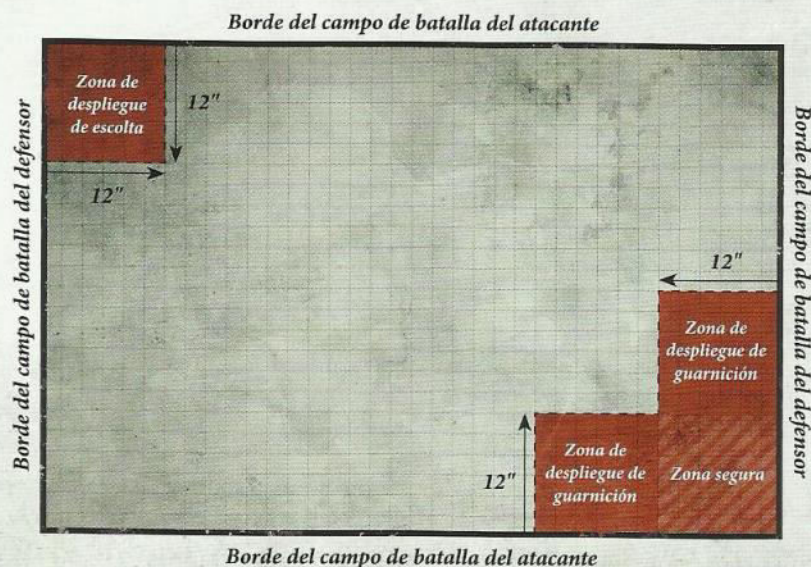 Borde del campo de batalla del atacante
Borde del campo de batalla del defensor
Zona de
despliegue
de escolta
12"
12"
Borde del campo de batalla del defensor
12"
Zona de
despliegue de
guarnición
12"
Zona de
despliegue de
guarnición
Zona segura
Borde del campo de batalla del atacante